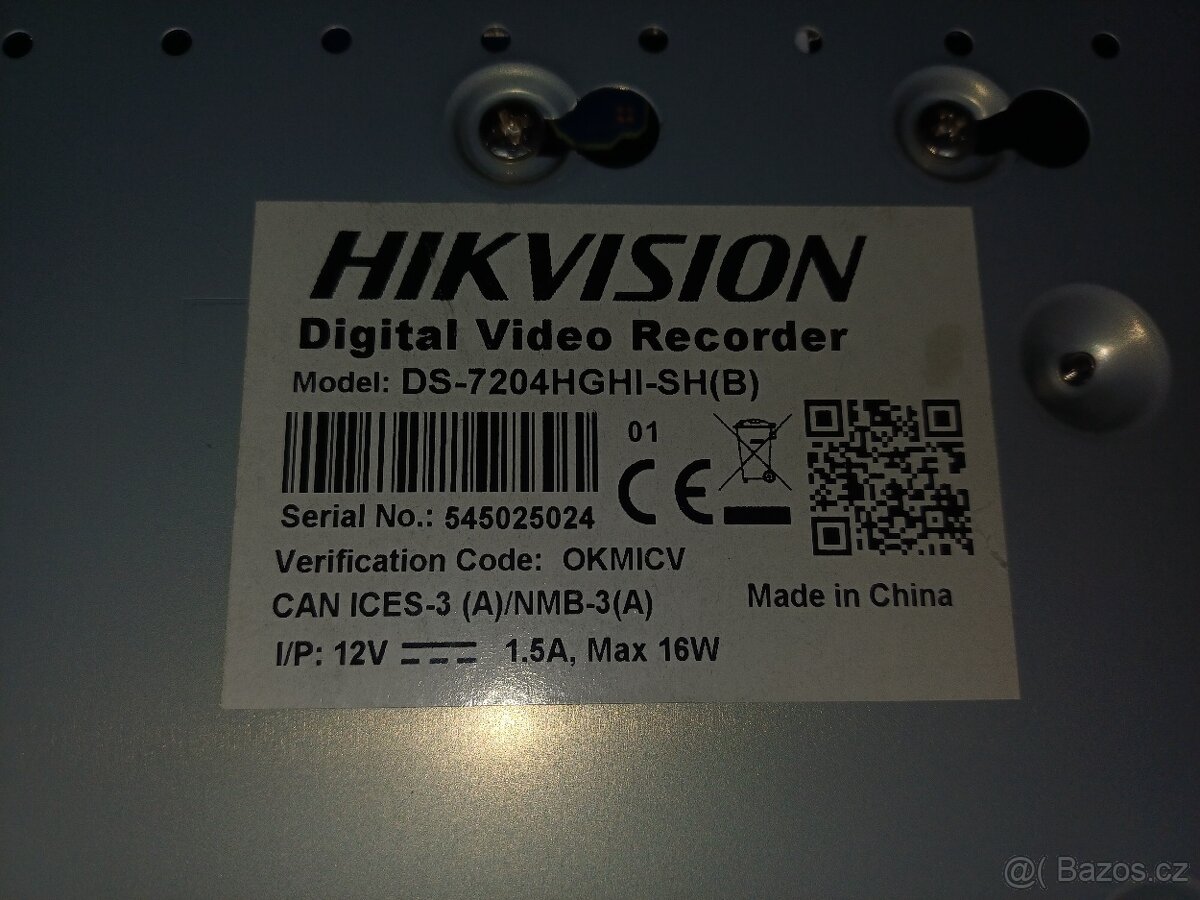 HIKVISION
Digital Video Recorder
Model: DS-7204HGHI-SH(B)
01
CE
Serial No.: 545025024
Verification Code: OKMICV
CAN ICES-3 (A)/NMB-3(A)
Made in China
I/P: 12V 1.5A, Max 16W
@( Bazos.cz